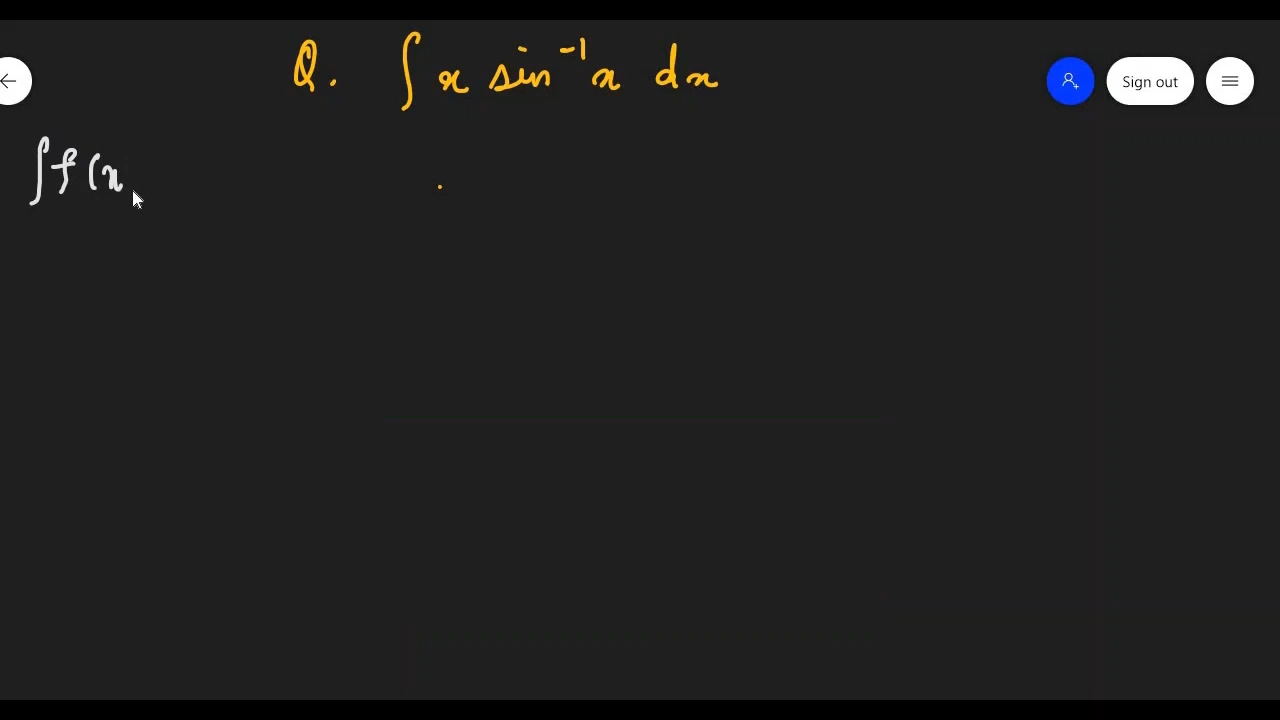 Q. ∫ x sin⁻¹x dx
Sign out
∫f(x